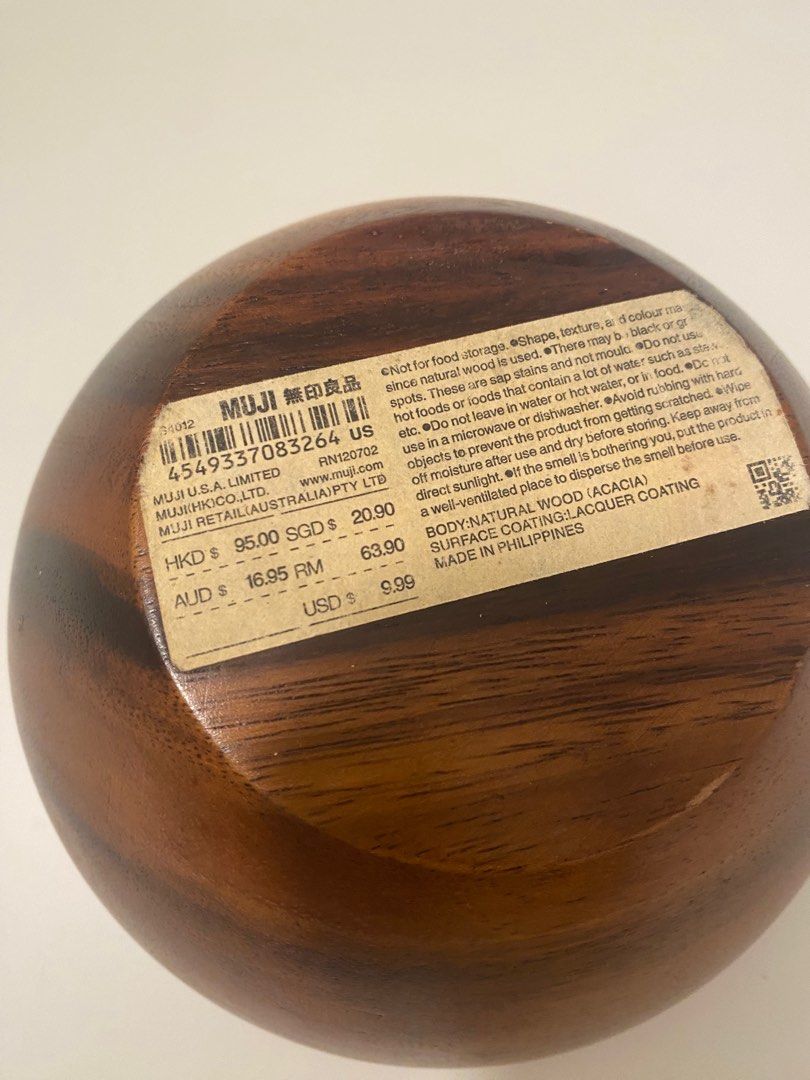 34012
MUJI 無印良品
4549337083264 US
RN120702
MUJI U.S.A. LIMITED
www.muji.com
MUJI(HK)CO.,LTD.
MUJI RETAIL(AUSTRALIA)PTY LTD
HKD $ 95.00 SGD $ 20.90
AUD $ 16.95 RM 63.90
USD $ 9.99
●Not for food storage. ●Shape, texture, and colour
since natural wood is used. ●There may be black or
spots. These are sap stains and not mould. ●Do not
hot foods or foods that contain a lot of water such as
etc. ●Do not leave in water or hot water, or in food. ●Do not
use in a microwave or dishwasher. ●Avoid rubbing with hard
objects to prevent the product from getting scratched. ●Wipe
off moisture after use and dry before storing. Keep away from
direct sunlight. ●If the smell is bothering you, put the product in
a well-ventilated place to disperse the smell before use.
BODY:NATURAL WOOD (ACACIA)
SURFACE COATING:LACQUER COATING
MADE IN PHILIPPINES